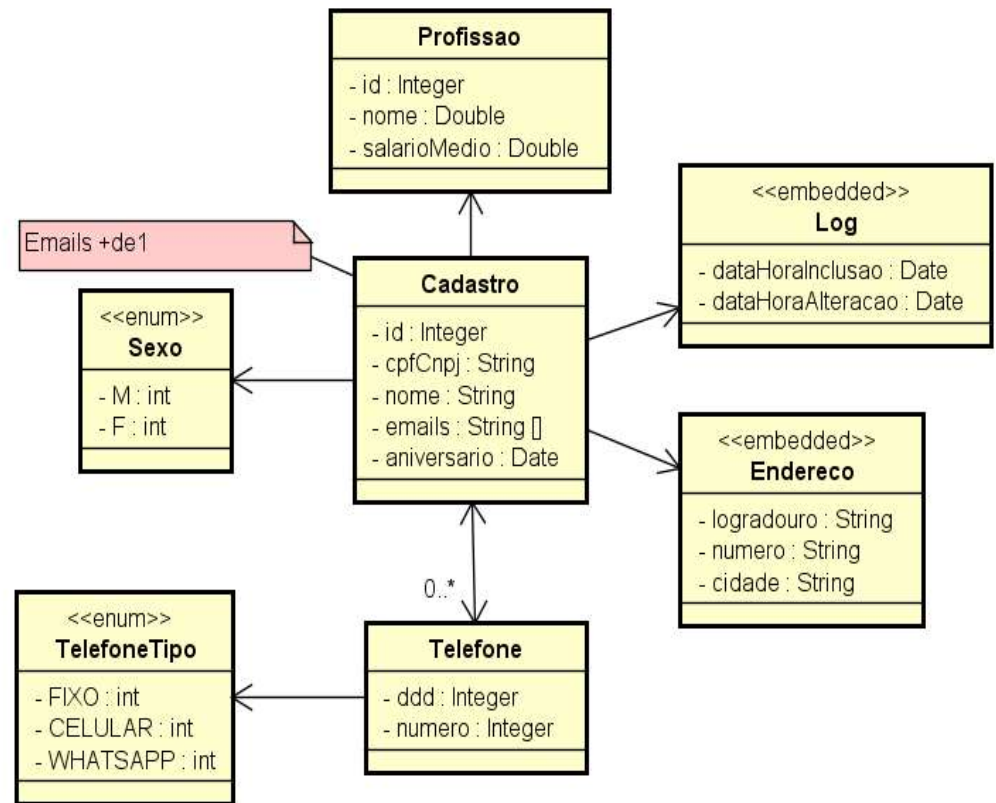 Profissao
- id : Integer
- nome : Double
- salarioMedio : Double
<<embedded>>
Log
- dataHoraInclusao : Date
- dataHoraAlteracao : Date
Emails +de1
Cadastro
- id : Integer
- cpfCnpj : String
- nome : String
- emails : String []
- aniversario : Date
<<enum>>
Sexo
- M : int
- F : int
<<embedded>>
Endereco
- logradouro : String
- numero : String
- cidade : String
0..*
<<enum>>
TelefoneTipo
- FIXO : int
- CELULAR : int
- WHATSAPP : int
Telefone
- ddd : Integer
- numero : Integer